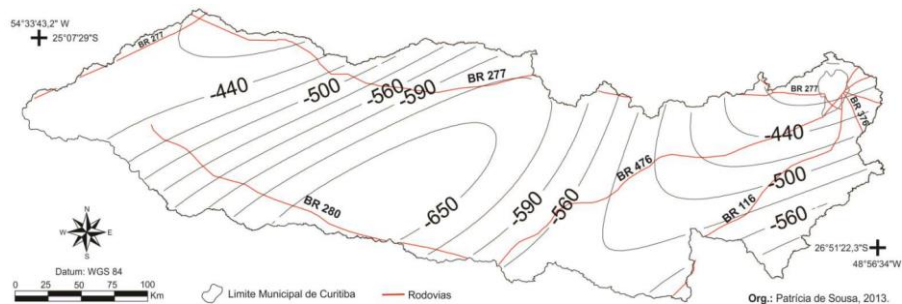 54°33'43,2" W
25°07'29"S
BR 277
-440
-500
-560
-590
BR 277
BR 277
BR 376
-440
BR 476
-500
-650
-590
-560
BR 116
-560
BR 280
N
W
E
S
26°51'22,3"S
48°56'34"W
Datum: WGS 84
0 25 50 75 100
Km
Limite Municipal de Curitiba
Rodovias
Org.: Patrícia de Sousa, 2013.